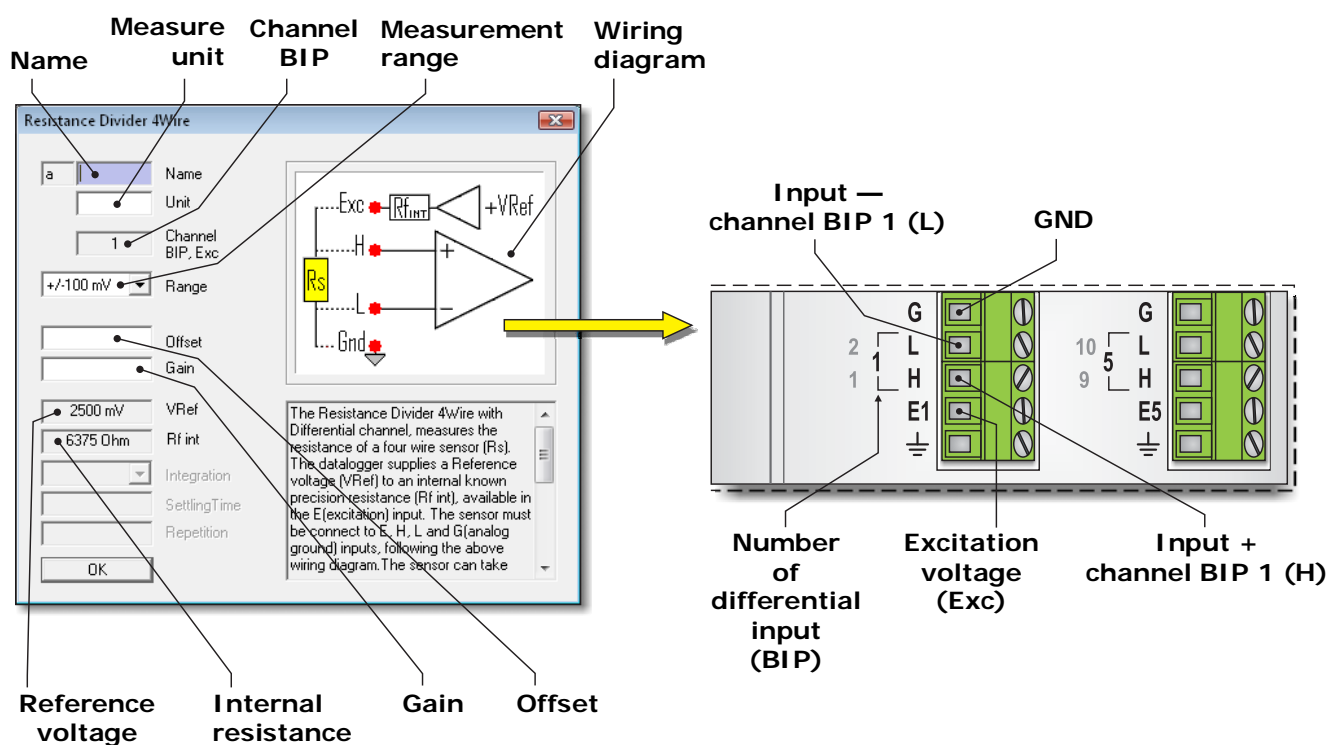 Name
Measure
unit
Channel
BIP
Measurement
range
Wiring
diagram
Resistance Divider 4Wire
a
Name
Unit
1
Channel
BIP, Exc
+/-100 mV
Range
Offset
Gain
2500 mV
VRef
6375 Ohm
Rf int
Integration
SettlingTime
Repetition
OK
Exc
RfINT
+VRef
H
+
Rs
L
−
Gnd
The Resistance Divider 4Wire with
Differential channel, measures the
resistance of a four wire sensor (Rs).
The datalogger supplies a Reference
voltage (VRef) to an internal known
precision resistance (Rf int), available in
the E(excitation) input. The sensor must
be connect to E, H, L and G(analog
ground) inputs, following the above
wiring diagram.The sensor can take
Reference
voltage
Internal
resistance
Gain
Offset
Input —
channel BIP 1 (L)
GND
G
2
1
L
1
H
E1
G
10
5
L
9
H
E5
Number
of
differential
input
(BIP)
Excitation
voltage
(Exc)
Input +
channel BIP 1 (H)